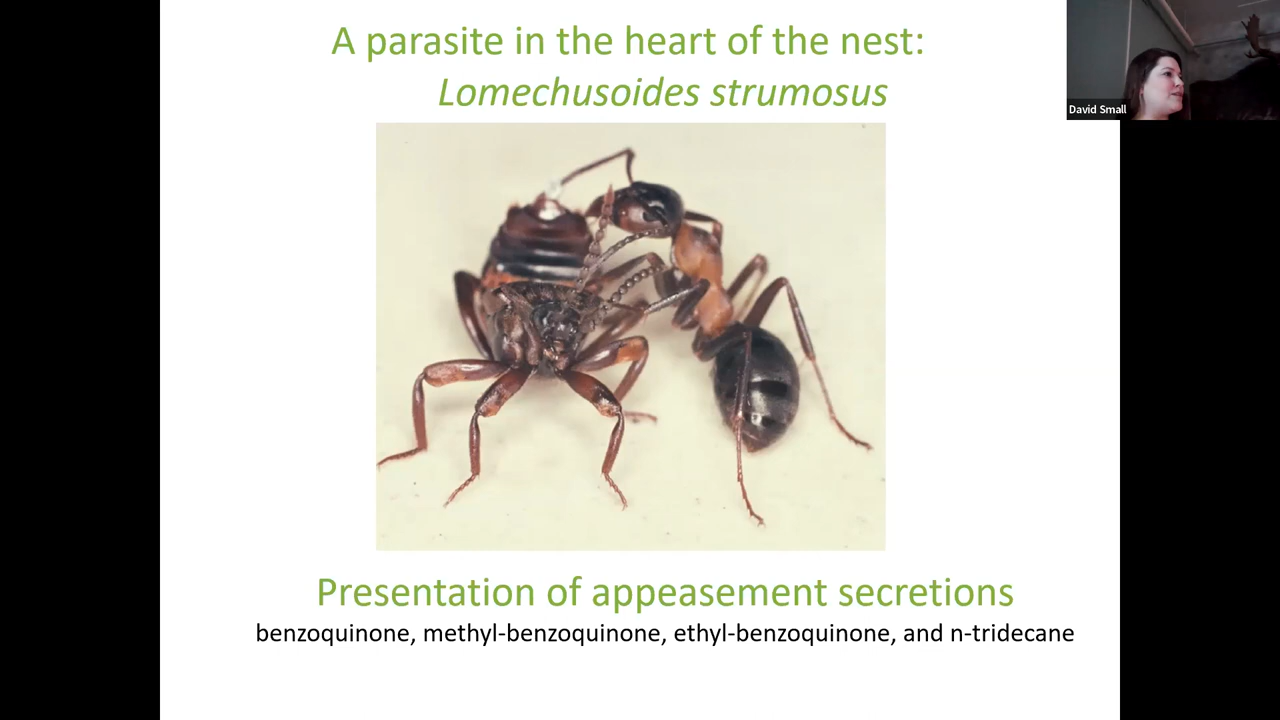 A parasite in the heart of the nest:
Lomechusoides strumosus
David Small
Presentation of appeasement secretions
benzoquinone, methyl-benzoquinone, ethyl-benzoquinone, and n-tridecane